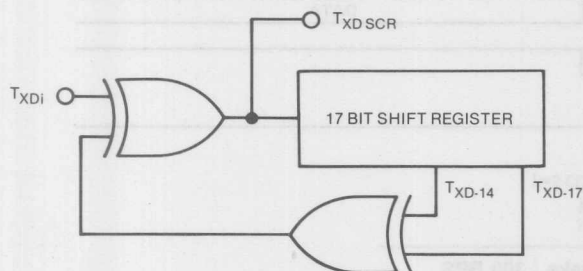 TXD SCR
TXDi
17 BIT SHIFT REGISTER
TXD-14
TXD-17